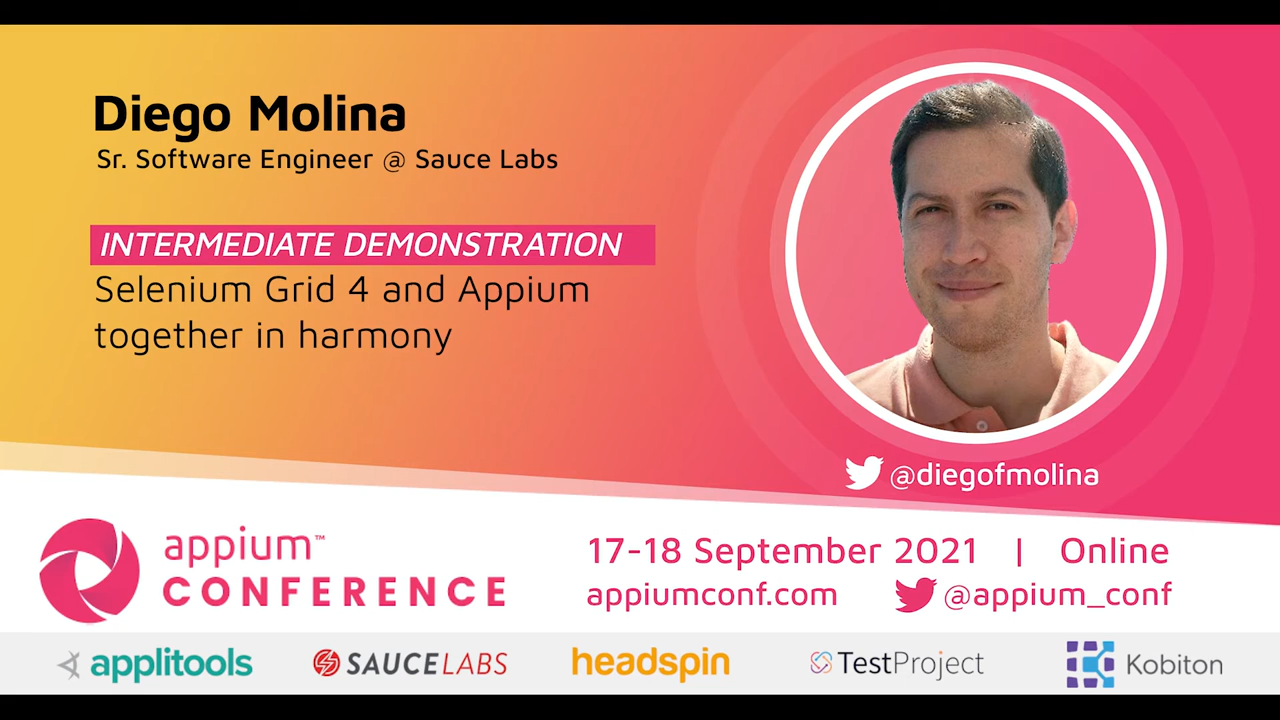 Diego Molina
Sr. Software Engineer @ Sauce Labs
INTERMEDIATE DEMONSTRATION
Selenium Grid 4 and Appium
together in harmony
@diegofmolina
appium™
CONFERENCE
17-18 September 2021 | Online
appiumconf.com @appium_conf
applitools SAUCELABS headspin TestProject Kobiton